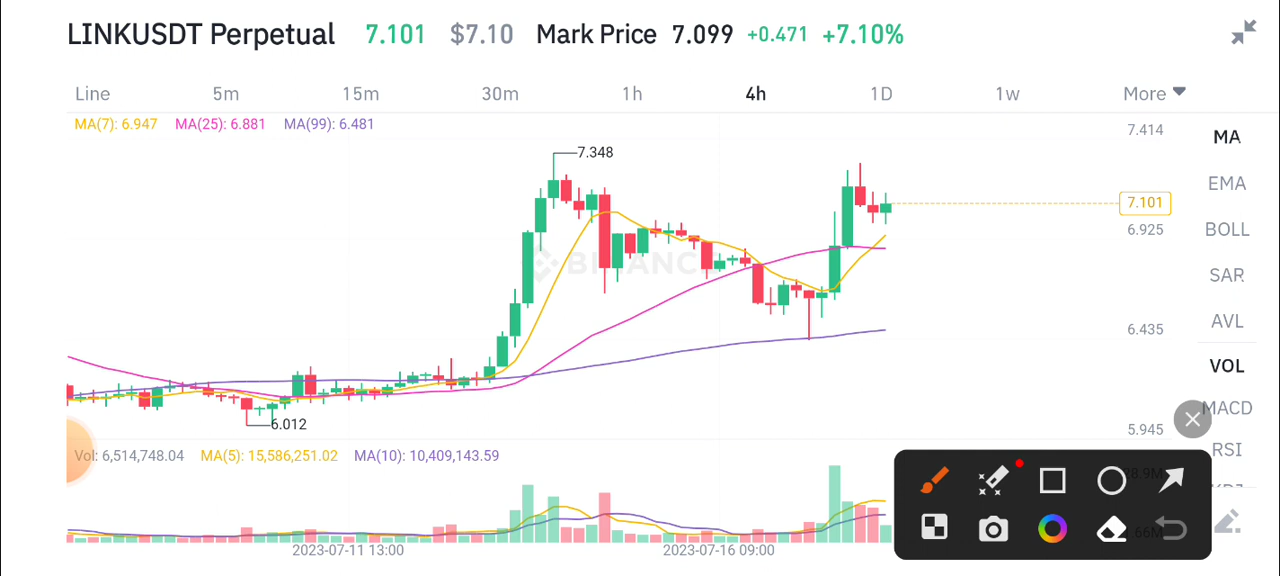 LINKUSDT Perpetual 7.101 $7.10 Mark Price 7.099 +0.471 +7.10%
Line 5m 15m 30m 1h 4h 1D 1w More
MA(7): 6.947 MA(25): 6.881 MA(99): 6.481
7.414
MA
7.348
EMA
7.101
6.925
BOLL
BINANC
SAR
AVL
6.435
VOL
MACD
6.012
5.945
RSI
Vol: 6,514,748.04 MA(5): 15,586,251.02 MA(10): 10,409,143.59
2023-07-11 13:00 2023-07-16 09:00